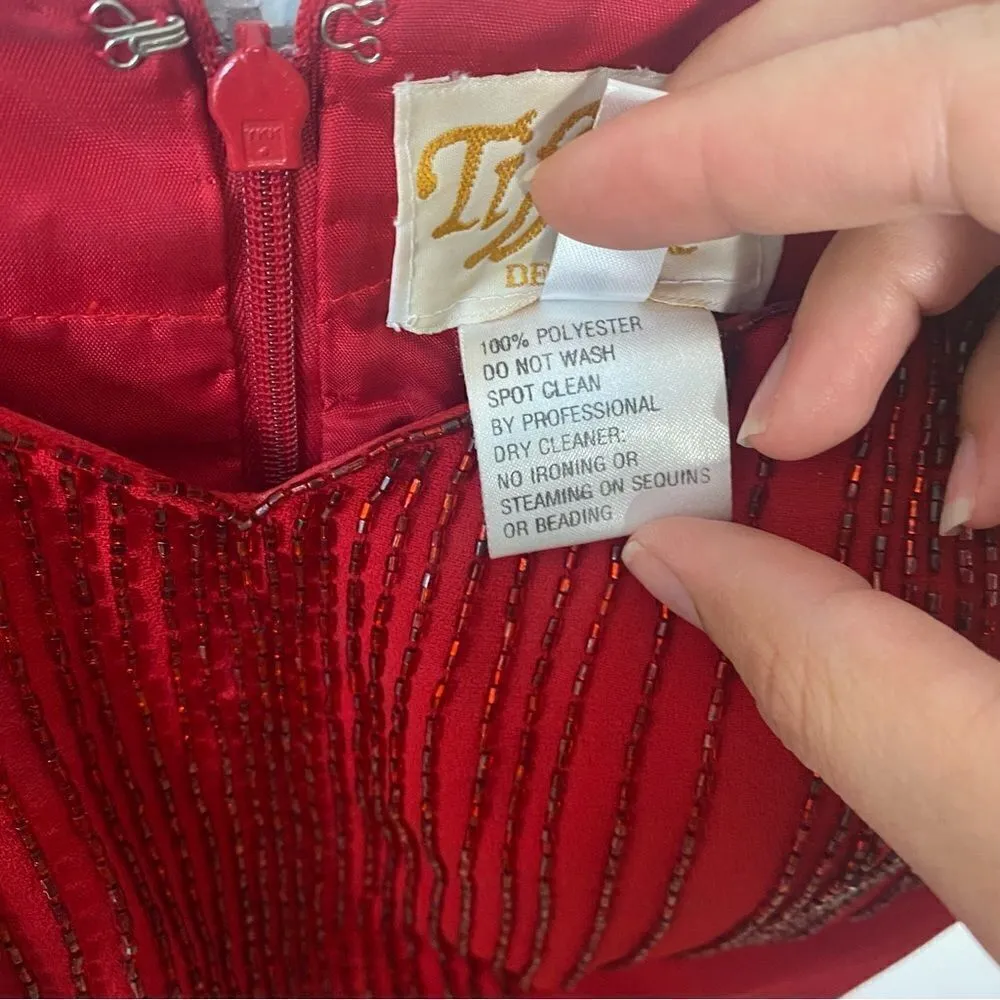 100% POLYESTER
DO NOT WASH
SPOT CLEAN
BY PROFESSIONAL
DRY CLEANER:
NO IRONING OR
STEAMING ON SEQUINS
OR BEADING